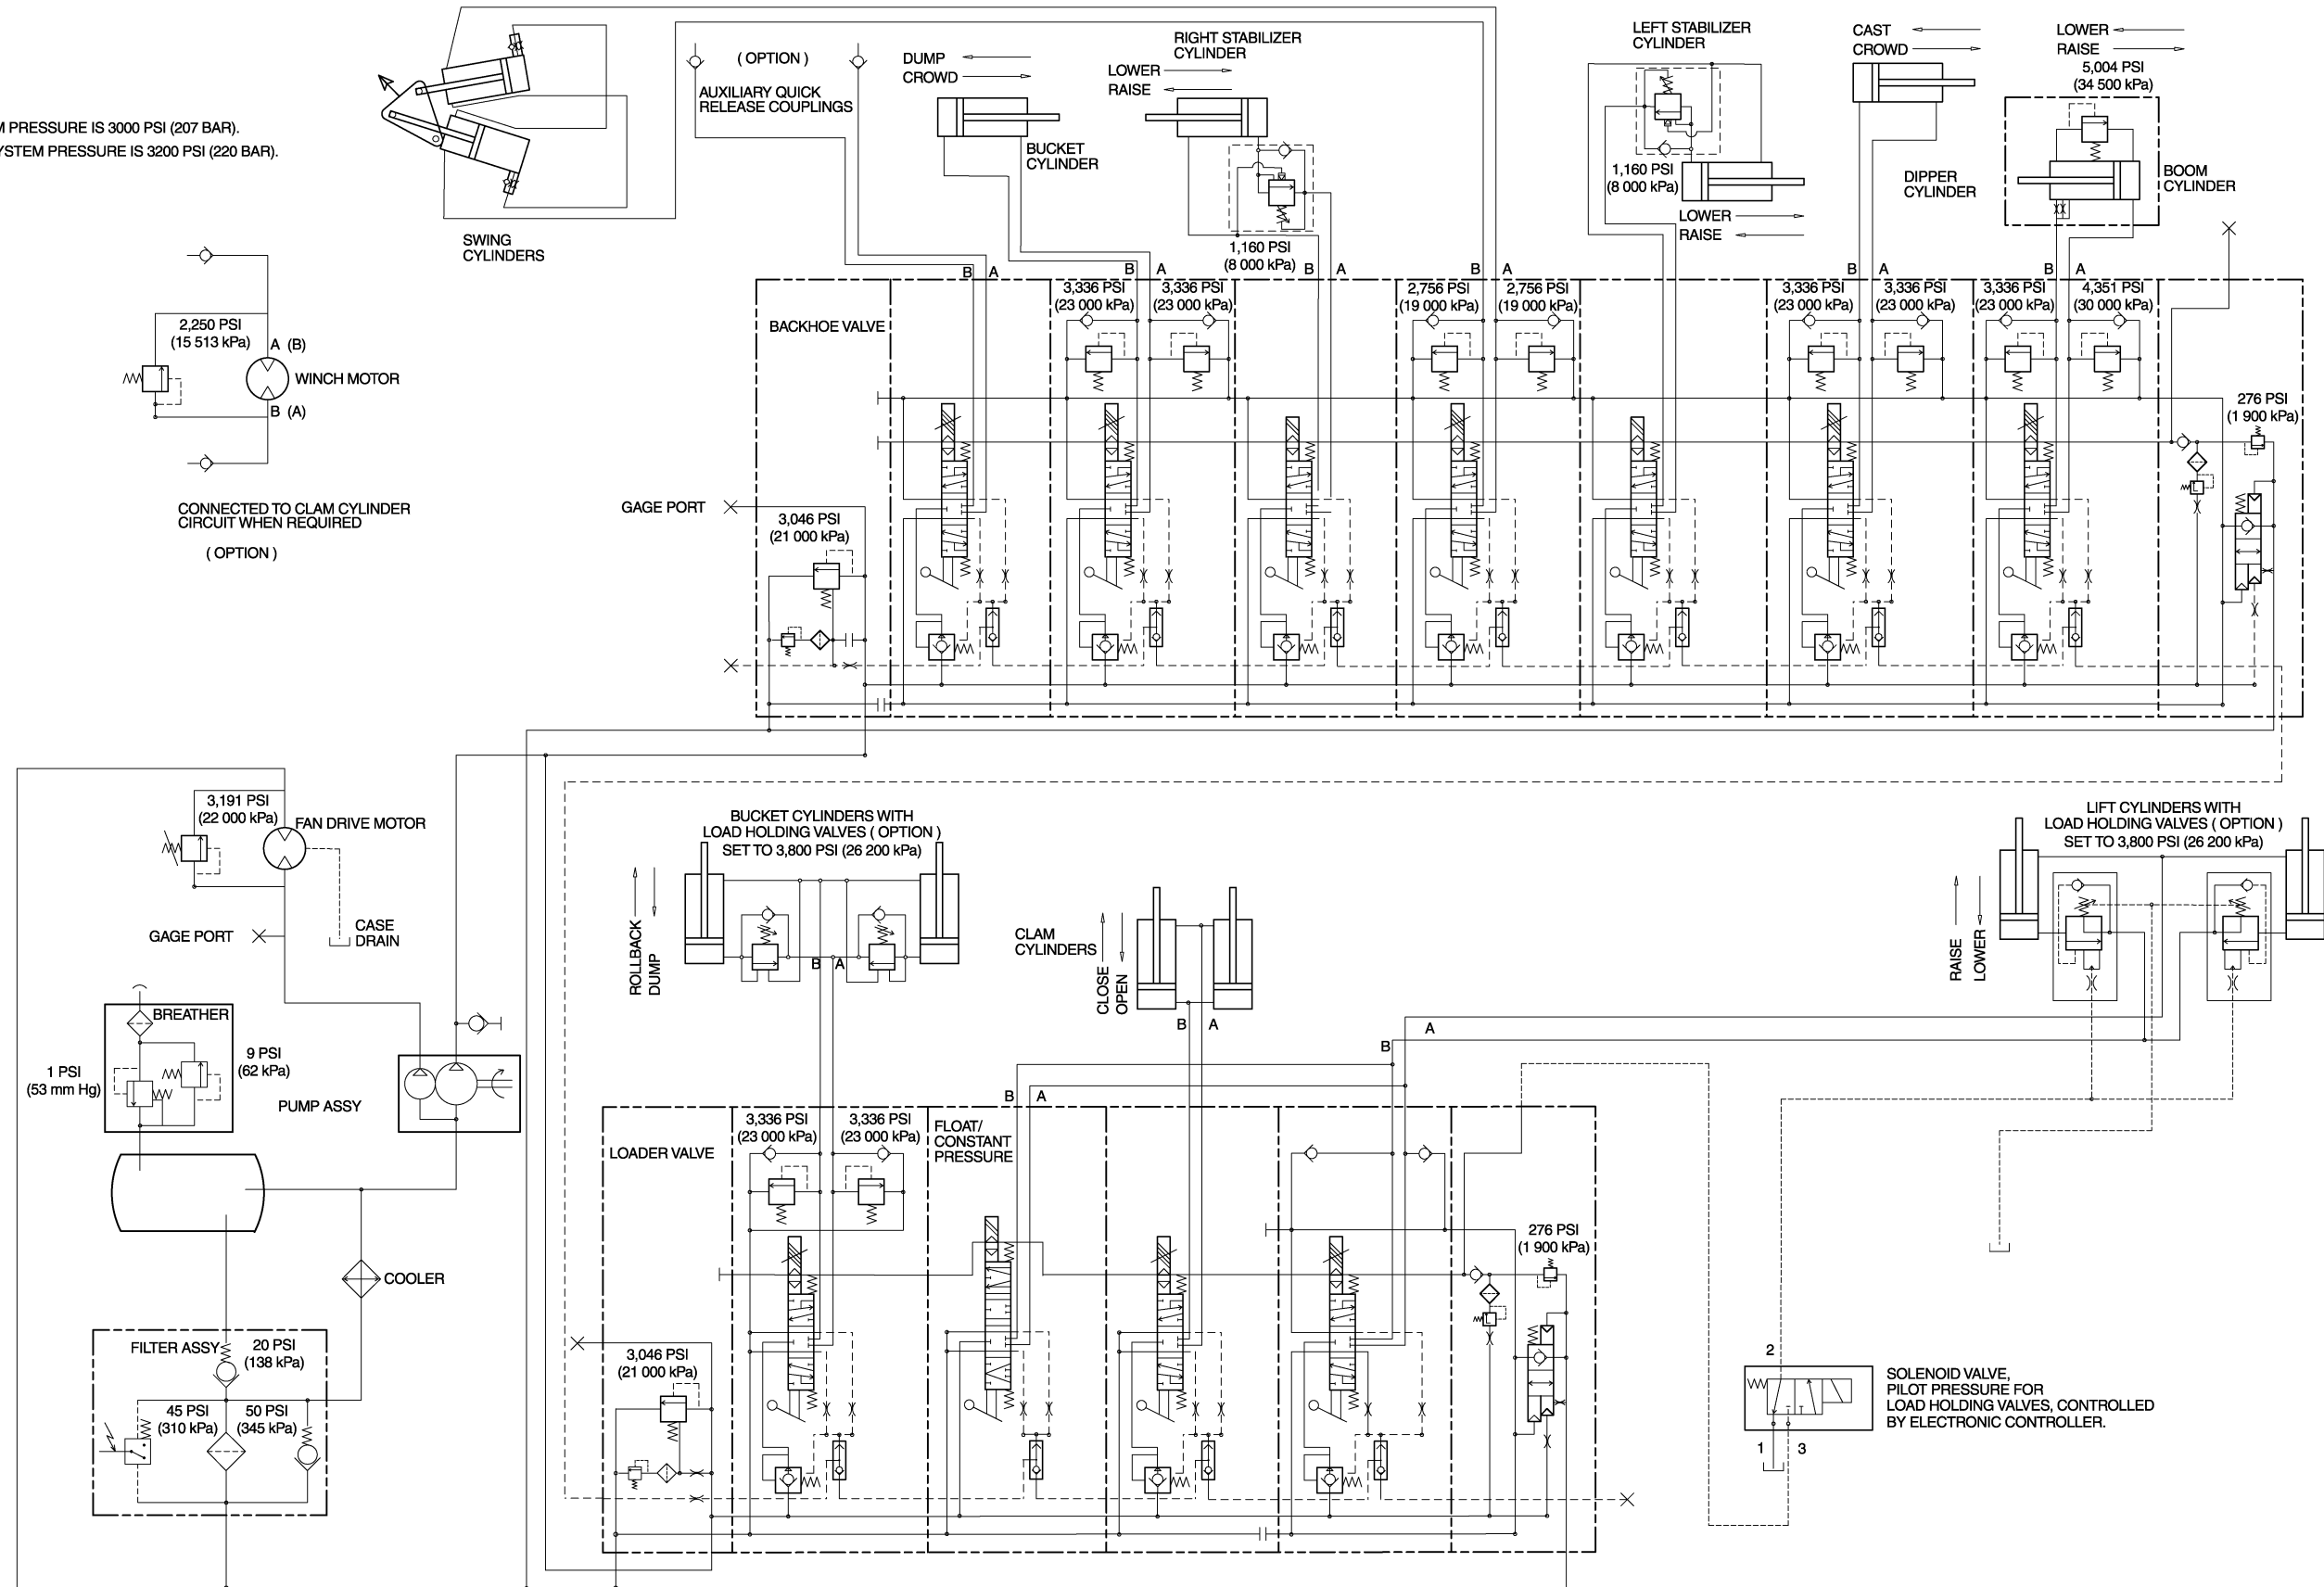 M PRESSURE IS 3000 PSI (207 BAR).
YSTEM PRESSURE IS 3200 PSI (220 BAR).
SWING
CYLINDERS
( OPTION )
AUXILIARY QUICK
RELEASE COUPLINGS
DUMP
CROWD
BUCKET
CYLINDER
RIGHT STABILIZER
CYLINDER
LOWER
RAISE
1,160 PSI
(8 000 kPa)
LEFT STABILIZER
CYLINDER
1,160 PSI
(8 000 kPa)
LOWER
RAISE
CAST
CROWD
DIPPER
CYLINDER
LOWER
RAISE
5,004 PSI
(34 500 kPa)
BOOM
CYLINDER
2,250 PSI
(15 513 kPa)
A (B)
WINCH MOTOR
B (A)
CONNECTED TO CLAM CYLINDER
CIRCUIT WHEN REQUIRED
( OPTION )
B A
B A
B A
B A
B A
B A
BACKHOE VALVE
3,336 PSI
(23 000 kPa)
3,336 PSI
(23 000 kPa)
2,756 PSI
(19 000 kPa)
2,756 PSI
(19 000 kPa)
3,336 PSI
(23 000 kPa)
3,336 PSI
(23 000 kPa)
3,336 PSI
(23 000 kPa)
4,351 PSI
(30 000 kPa)
276 PSI
(1 900 kPa)
GAGE PORT
3,046 PSI
(21 000 kPa)
3,191 PSI
(22 000 kPa)
FAN DRIVE MOTOR
GAGE PORT
CASE
DRAIN
BREATHER
1 PSI
(53 mm Hg)
9 PSI
(62 kPa)
PUMP ASSY
COOLER
FILTER ASSY
20 PSI
(138 kPa)
45 PSI
(310 kPa)
50 PSI
(345 kPa)
BUCKET CYLINDERS WITH
LOAD HOLDING VALVES ( OPTION )
SET TO 3,800 PSI (26 200 kPa)
ROLLBACK
DUMP
B A
CLAM
CYLINDERS
CLOSE
OPEN
B A
LIFT CYLINDERS WITH
LOAD HOLDING VALVES ( OPTION )
SET TO 3,800 PSI (26 200 kPa)
RAISE
LOWER
A
B
B A
LOADER VALVE
3,336 PSI
(23 000 kPa)
3,336 PSI
(23 000 kPa)
FLOAT/
CONSTANT
PRESSURE
276 PSI
(1 900 kPa)
3,046 PSI
(21 000 kPa)
2
1
3
SOLENOID VALVE,
PILOT PRESSURE FOR
LOAD HOLDING VALVES, CONTROLLED
BY ELECTRONIC CONTROLLER.